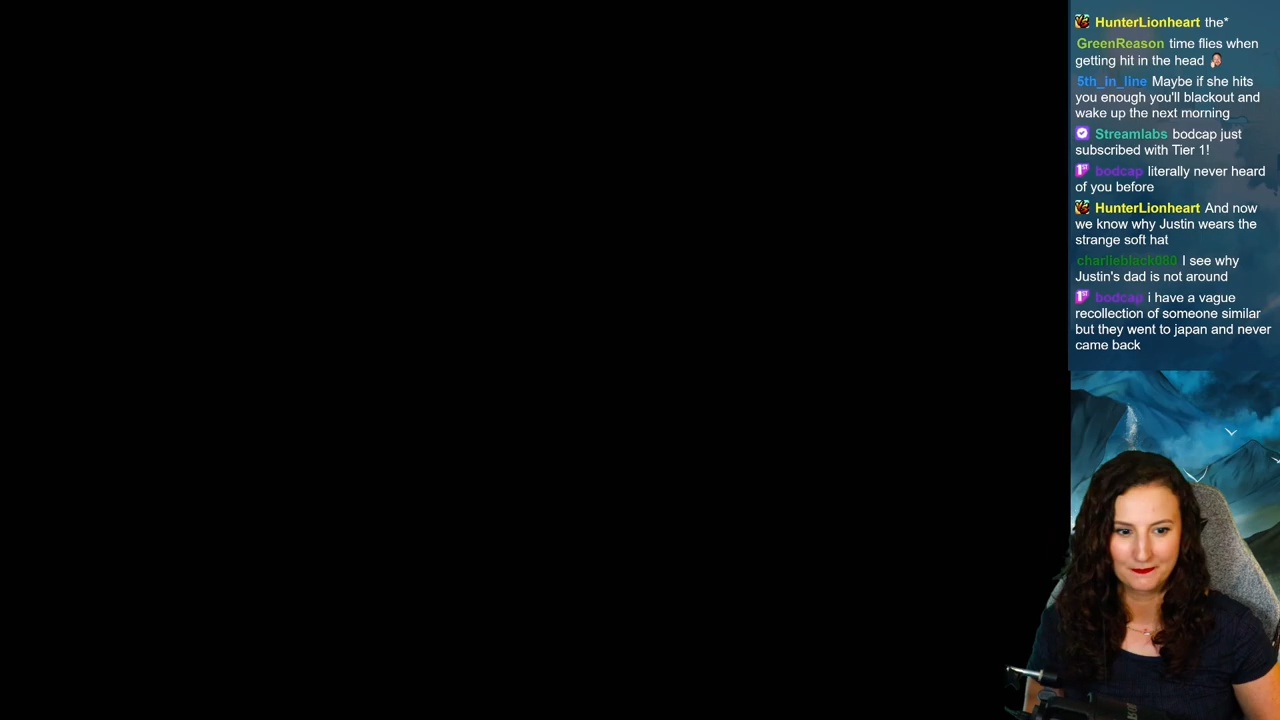 HunterLionheart the*
GreenReason time flies when
getting hit in the head
5th_in_line Maybe if she hits
you enough you'll blackout and
wake up the next morning
Streamlabs bodcap just
subscribed with Tier 1!
bodcap literally never heard
of you before
HunterLionheart And now
we know why Justin wears the
strange soft hat
charlieblack080 I see why
Justin's dad is not around
bodcap i have a vague
recollection of someone similar
but they went to japan and never
came back